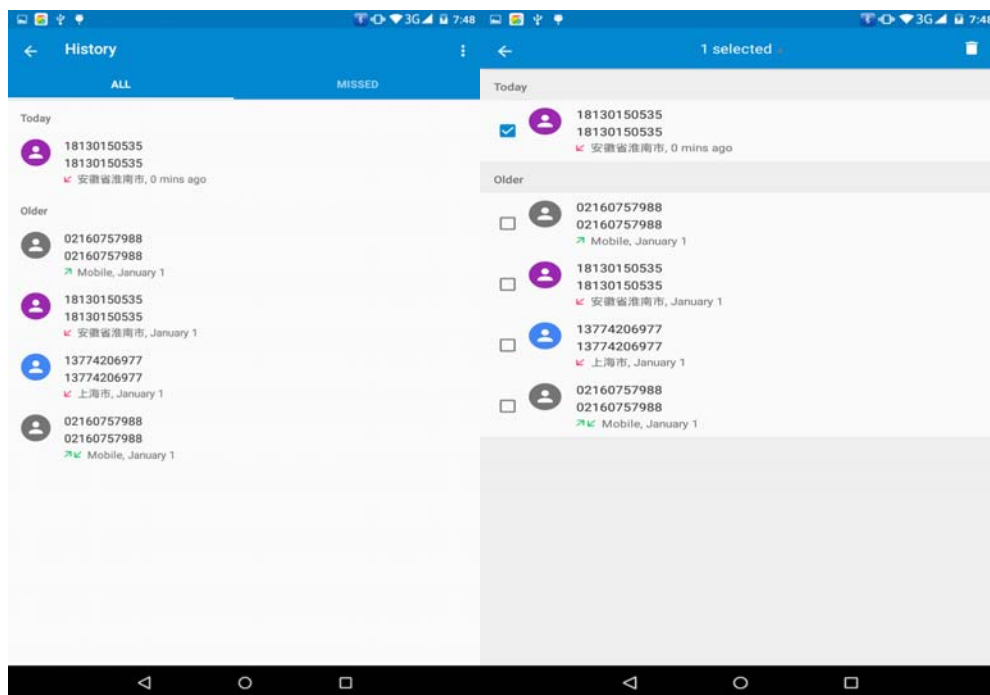 3G 7:48
History
ALL MISSED
Today
18130150535
18130150535
安徽省淮南市, 0 mins ago
Older
02160757988
02160757988
Mobile, January 1
18130150535
18130150535
安徽省淮南市, January 1
13774206977
13774206977
上海市, January 1
02160757988
02160757988
Mobile, January 1
3G 7:48
1 selected
Today
18130150535
18130150535
安徽省淮南市, 0 mins ago
Older
02160757988
02160757988
Mobile, January 1
18130150535
18130150535
安徽省淮南市, January 1
13774206977
13774206977
上海市, January 1
02160757988
02160757988
Mobile, January 1